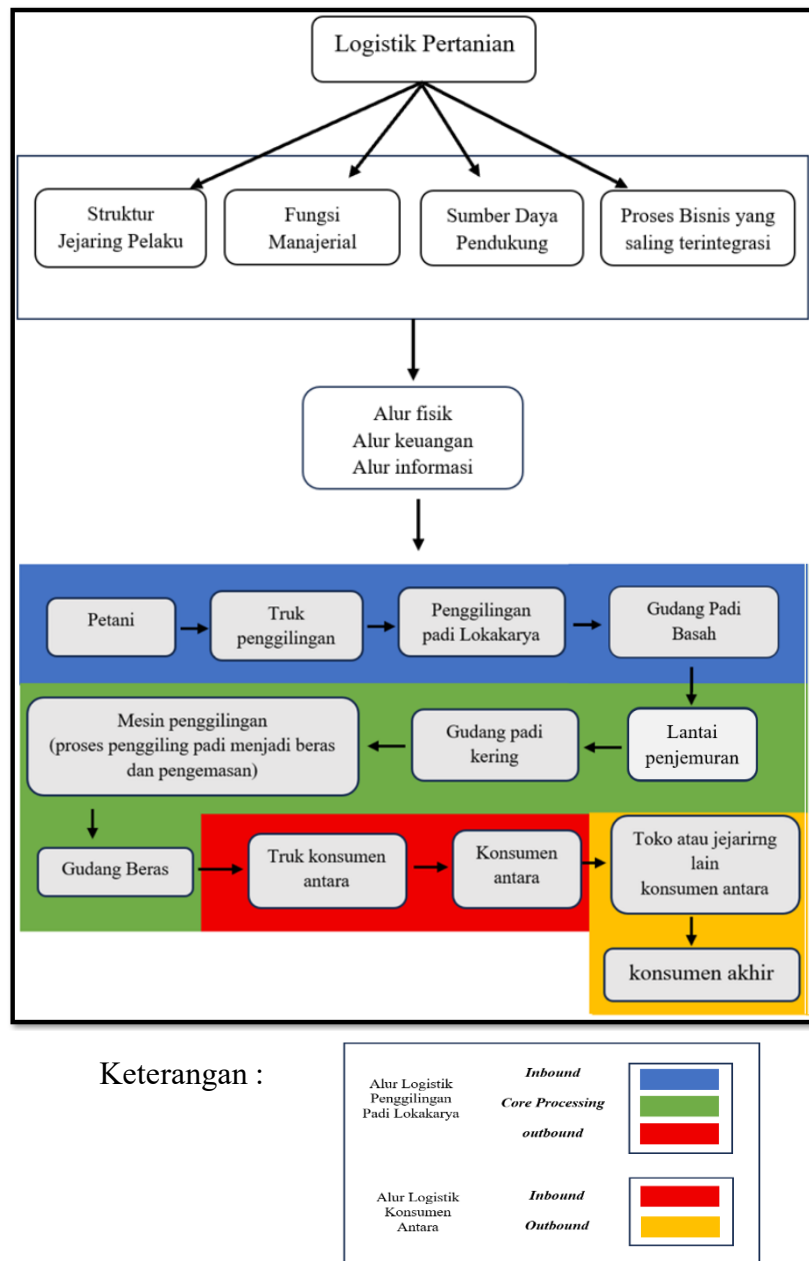 Logistik Pertanian
Struktur
Jejaring Pelaku
Fungsi
Manajerial
Sumber Daya
Pendukung
Proses Bisnis yang
saling terintegrasi
Alur fisik
Alur keuangan
Alur informasi
Petani
Truk
penggilingan
Penggilingan
padi Lokakarya
Gudang Padi
Basah
Mesin penggilingan
(proses penggiling padi menjadi beras
dan pengemasan)
Gudang padi
kering
Lantai
penjemuran
Gudang Beras
Truk konsumen
antara
Konsumen
antara
Toko atau jejarirng
lain
konsumen antara
konsumen akhir
Keterangan :
Alur Logistik
Penggilingan
Padi Lokakarya
Inbound
Core Processing
outbound
Alur Logistik
Konsumen
Antara
Inbound
Outbound